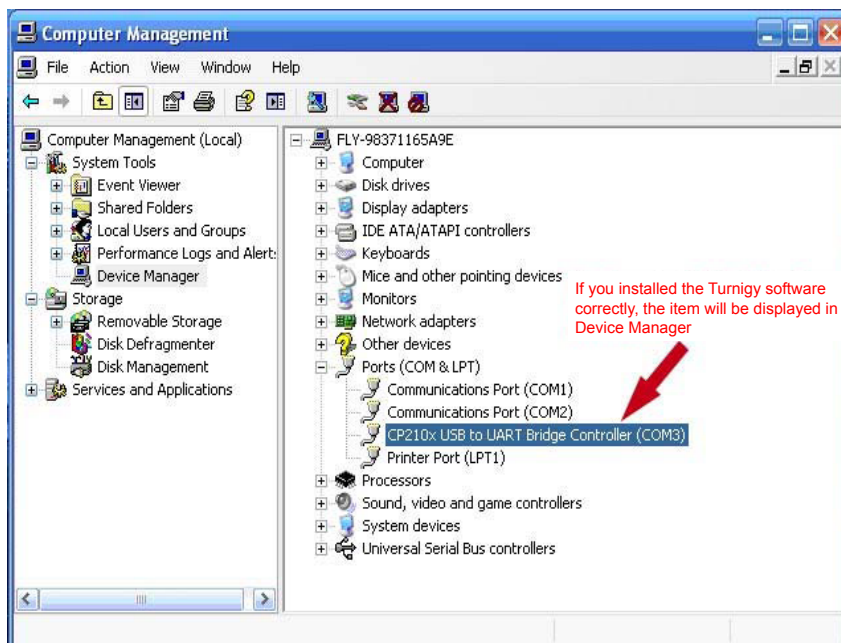 Computer Management
File Action View Window Help
Computer Management (Local)
System Tools
Event Viewer
Shared Folders
Local Users and Groups
Performance Logs and Alert:
Device Manager
Storage
Removable Storage
Disk Defragmenter
Disk Management
Services and Applications
FLY-98371165A9E
Computer
Disk drives
Display adapters
IDE ATA/ATAPI controllers
Keyboards
Mice and other pointing devices
Monitors
Network adapters
Other devices
Ports (COM & LPT)
Communications Port (COM1)
Communications Port (COM2)
CP210x USB to UART Bridge Controller (COM3)
Printer Port (LPT1)
Processors
Sound, video and game controllers
System devices
Universal Serial Bus controllers
If you installed the Turnigy software
correctly, the item will be displayed in
Device Manager